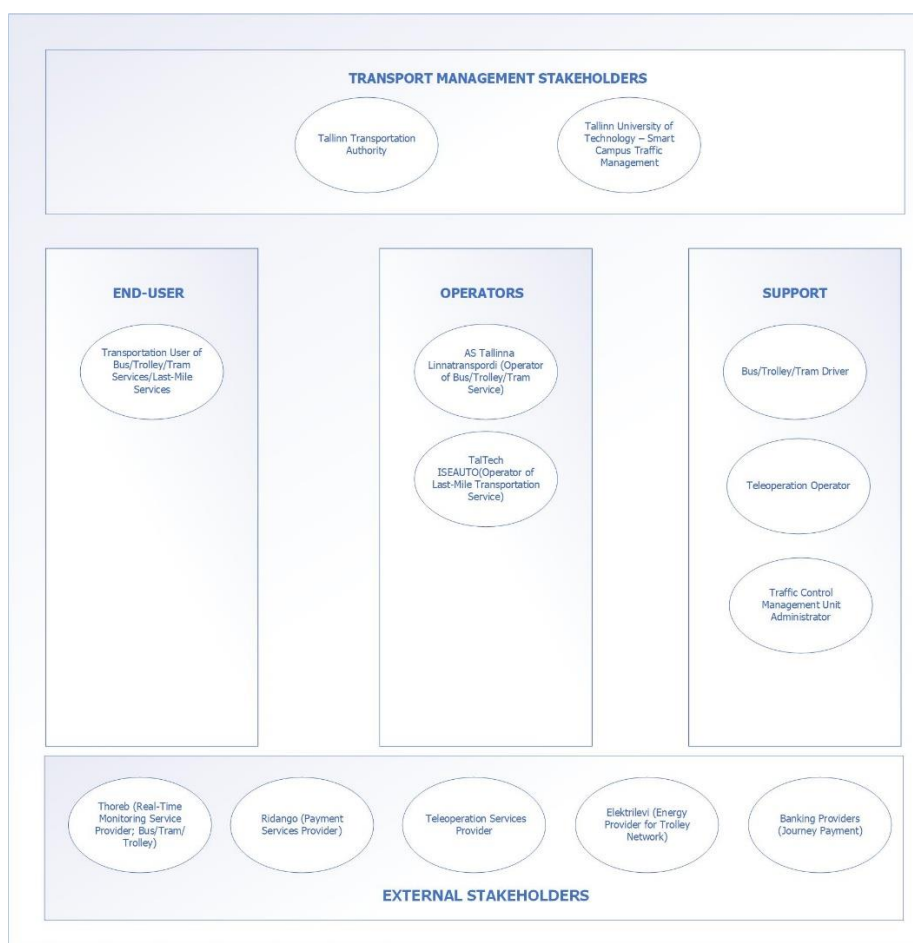 TRANSPORT MANAGEMENT STAKEHOLDERS
Tallinn Transportation
Authority
Tallinn University of
Technology – Smart
Campus Traffic
Management
END-USER
Transportation User of
Bus/Trolley/Tram
Services/Last-Mile
Services
OPERATORS
AS Tallinna
Linnatranspordi (Operator
of Bus/Trolley/Tram
Service)
TalTech
ISEAUTO(Operator of
Last-Mile Transportation
Service)
SUPPORT
Bus/Trolley/Tram Driver
Teleoperation Operator
Traffic Control
Management Unit
Administrator
Thoreb (Real-Time
Monitoring Service
Provider; Bus/Tram/
Trolley)
Ridango (Payment
Services Provider)
Teleoperation Services
Provider
Elektrilevi (Energy
Provider for Trolley
Network)
Banking Providers
(Journey Payment)
EXTERNAL STAKEHOLDERS